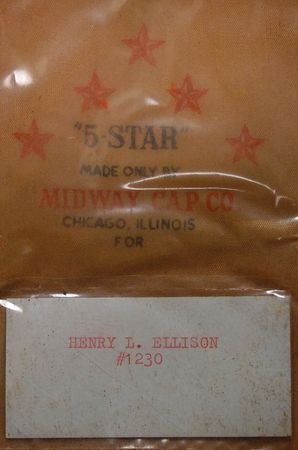 "5-STAR"
MADE ONLY BY
MIDWAY CAP CO.
CHICAGO, ILLINOIS
FOR
HENRY L. ELLISON
#1230